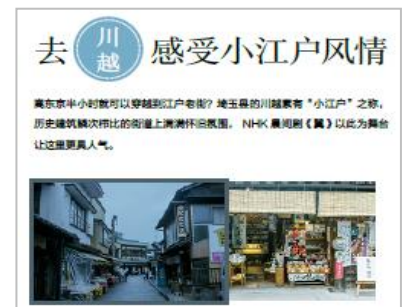 去川越感受小江户风情
离东京半小时就可以穿越到江户老街？埼玉县的川越素有“小江户”之称，
历史建筑鳞次栉比的街道上满满怀旧氛围。 NHK 晨间剧《翼》以此为舞台
让这里更具人气。